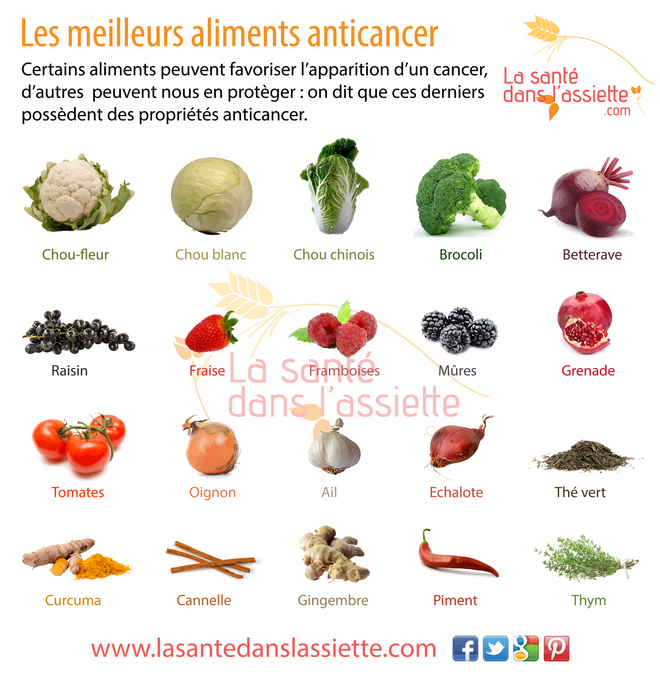 Les meilleurs aliments anticancer
Certains aliments peuvent favoriser l'apparition d'un cancer,
d'autres peuvent nous en protèger : on dit que ces derniers
possèdent des propriétés anticancer.
La santé
dans l'assiette
.com
Chou-fleur
Chou blanc
Chou chinois
Brocoli
Betterave
Raisin
Fraise
Framboises
Mûres
Grenade
La santé
dans l'assiette
Tomates
Oignon
Ail
Echalote
Thé vert
Curcuma
Cannelle
Gingembre
Piment
Thym
www.lasantedanslassiette.com